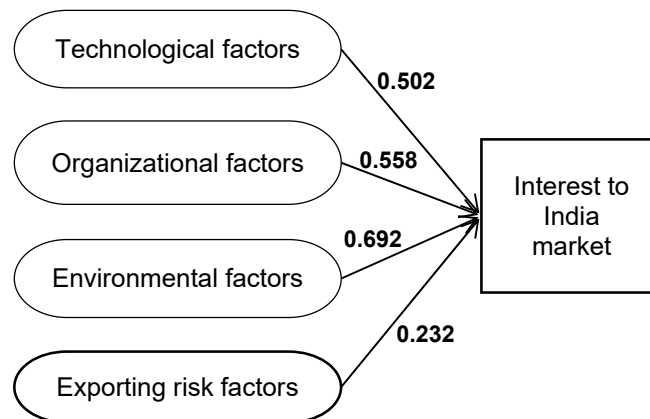 Technological factors
0.502
Organizational factors
0.558
Interest to
India
market
0.692
Environmental factors
0.232
Exporting risk factors